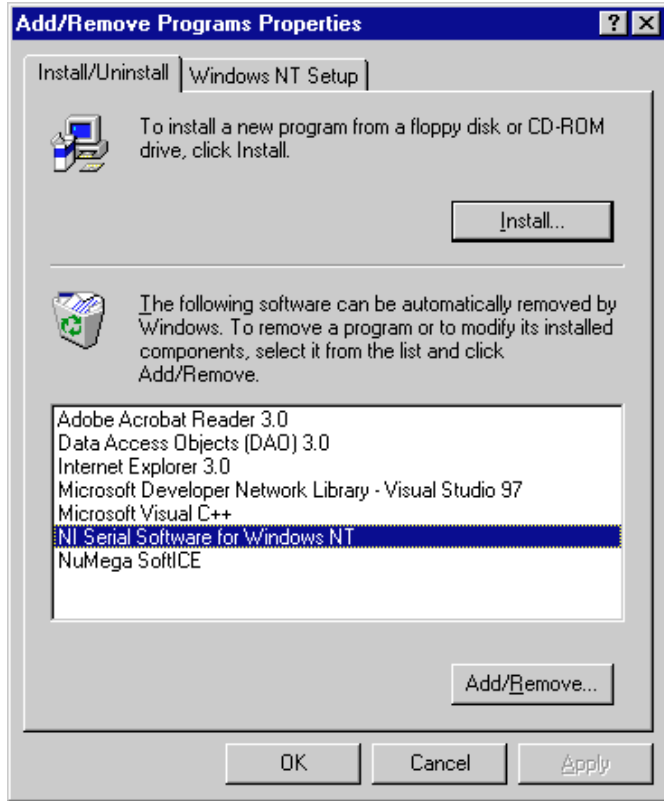 Add/Remove Programs Properties
Install/Uninstall
Windows NT Setup
To install a new program from a floppy disk or CD-ROM
drive, click Install.
Install...
The following software can be automatically removed by
Windows. To remove a program or to modify its installed
components, select it from the list and click
Add/Remove.
Adobe Acrobat Reader 3.0
Data Access Objects (DAO) 3.0
Internet Explorer 3.0
Microsoft Developer Network Library - Visual Studio 97
Microsoft Visual C++
NI Serial Software for Windows NT
NuMega SoftICE
Add/Remove...
OK
Cancel
Apply